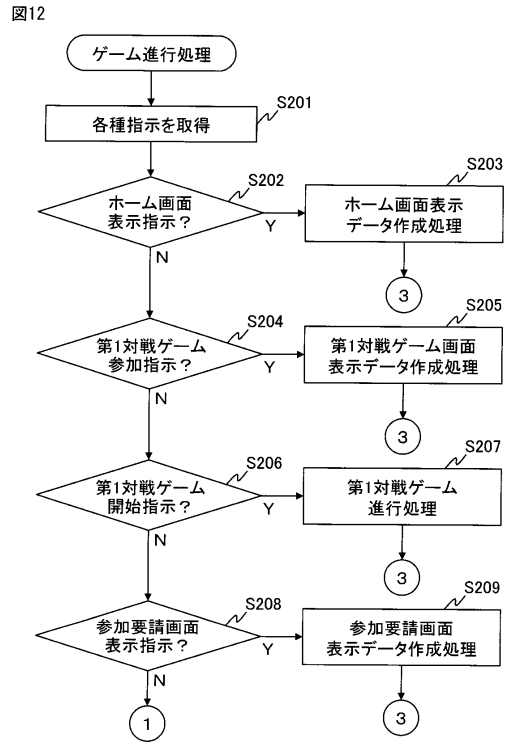 図12
ゲーム進行処理
S201
各種指示を取得
S202
ホーム画面
表示指示？
Y
N
S203
ホーム画面表示
データ作成処理
3
S204
第1対戦ゲーム
参加指示？
Y
N
S205
第1対戦ゲーム画面
表示データ作成処理
3
S206
第1対戦ゲーム
開始指示？
Y
N
S207
第1対戦ゲーム
進行処理
3
S208
参加要請画面
表示指示？
Y
N
S209
参加要請画面
表示データ作成処理
3
1